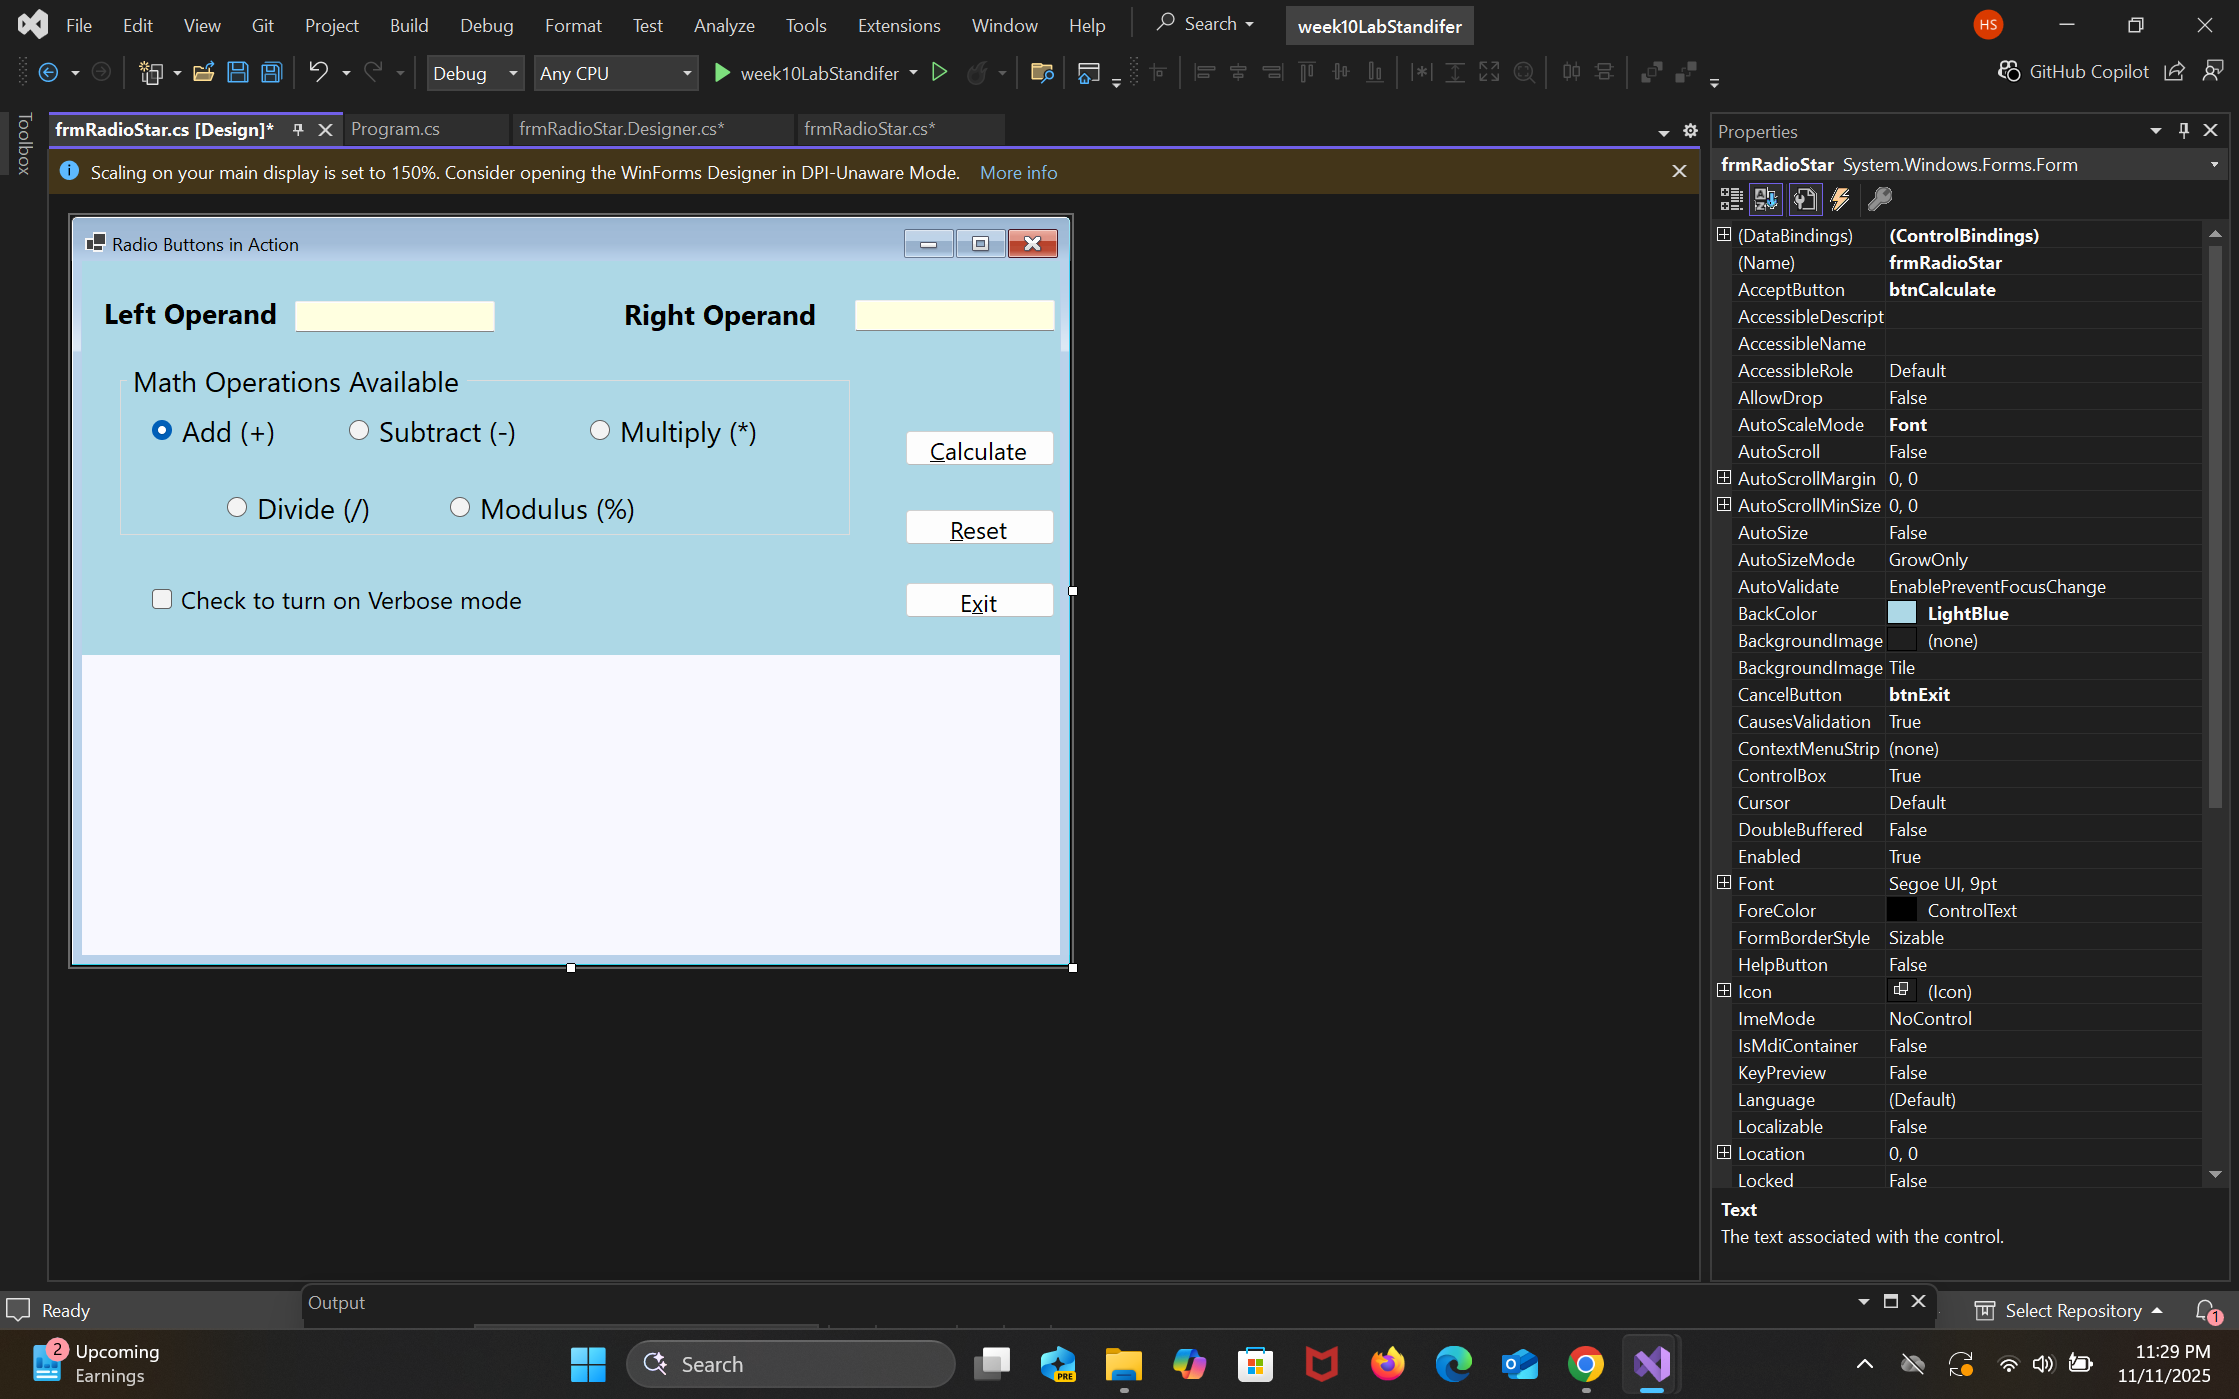 File Edit View Git Project Build Debug Format Test Analyze Tools Extensions Window Help Search week10LabStandifer HS
Debug Any CPU week10LabStandifer GitHub Copilot
Toolbox
frmRadioStar.cs [Design]* Program.cs frmRadioStar.Designer.cs* frmRadioStar.cs*
Scaling on your main display is set to 150%. Consider opening the WinForms Designer in DPI-Unaware Mode. More info
Radio Buttons in Action
Left Operand Right Operand
Math Operations Available
Add (+) Subtract (-) Multiply (*)
Calculate
Divide (/) Modulus (%)
Reset
Check to turn on Verbose mode
Exit
Properties
frmRadioStar System.Windows.Forms.Form
(DataBindings) (ControlBindings)
(Name) frmRadioStar
AcceptButton btnCalculate
AccessibleDescript
AccessibleName
AccessibleRole Default
AllowDrop False
AutoScaleMode Font
AutoScroll False
AutoScrollMargin 0, 0
AutoScrollMinSize 0, 0
AutoSize False
AutoSizeMode GrowOnly
AutoValidate EnablePreventFocusChange
BackColor LightBlue
BackgroundImage (none)
BackgroundImage Tile
CancelButton btnExit
CausesValidation True
ContextMenuStrip (none)
ControlBox True
Cursor Default
DoubleBuffered False
Enabled True
Font Segoe UI, 9pt
ForeColor ControlText
FormBorderStyle Sizable
HelpButton False
Icon (Icon)
ImeMode NoControl
IsMdiContainer False
KeyPreview False
Language (Default)
Localizable False
Location 0, 0
Locked False
Text
The text associated with the control.
Output
Ready Select Repository 1
2 Upcoming
Earnings
Search
PRE
11:29 PM
11/11/2025